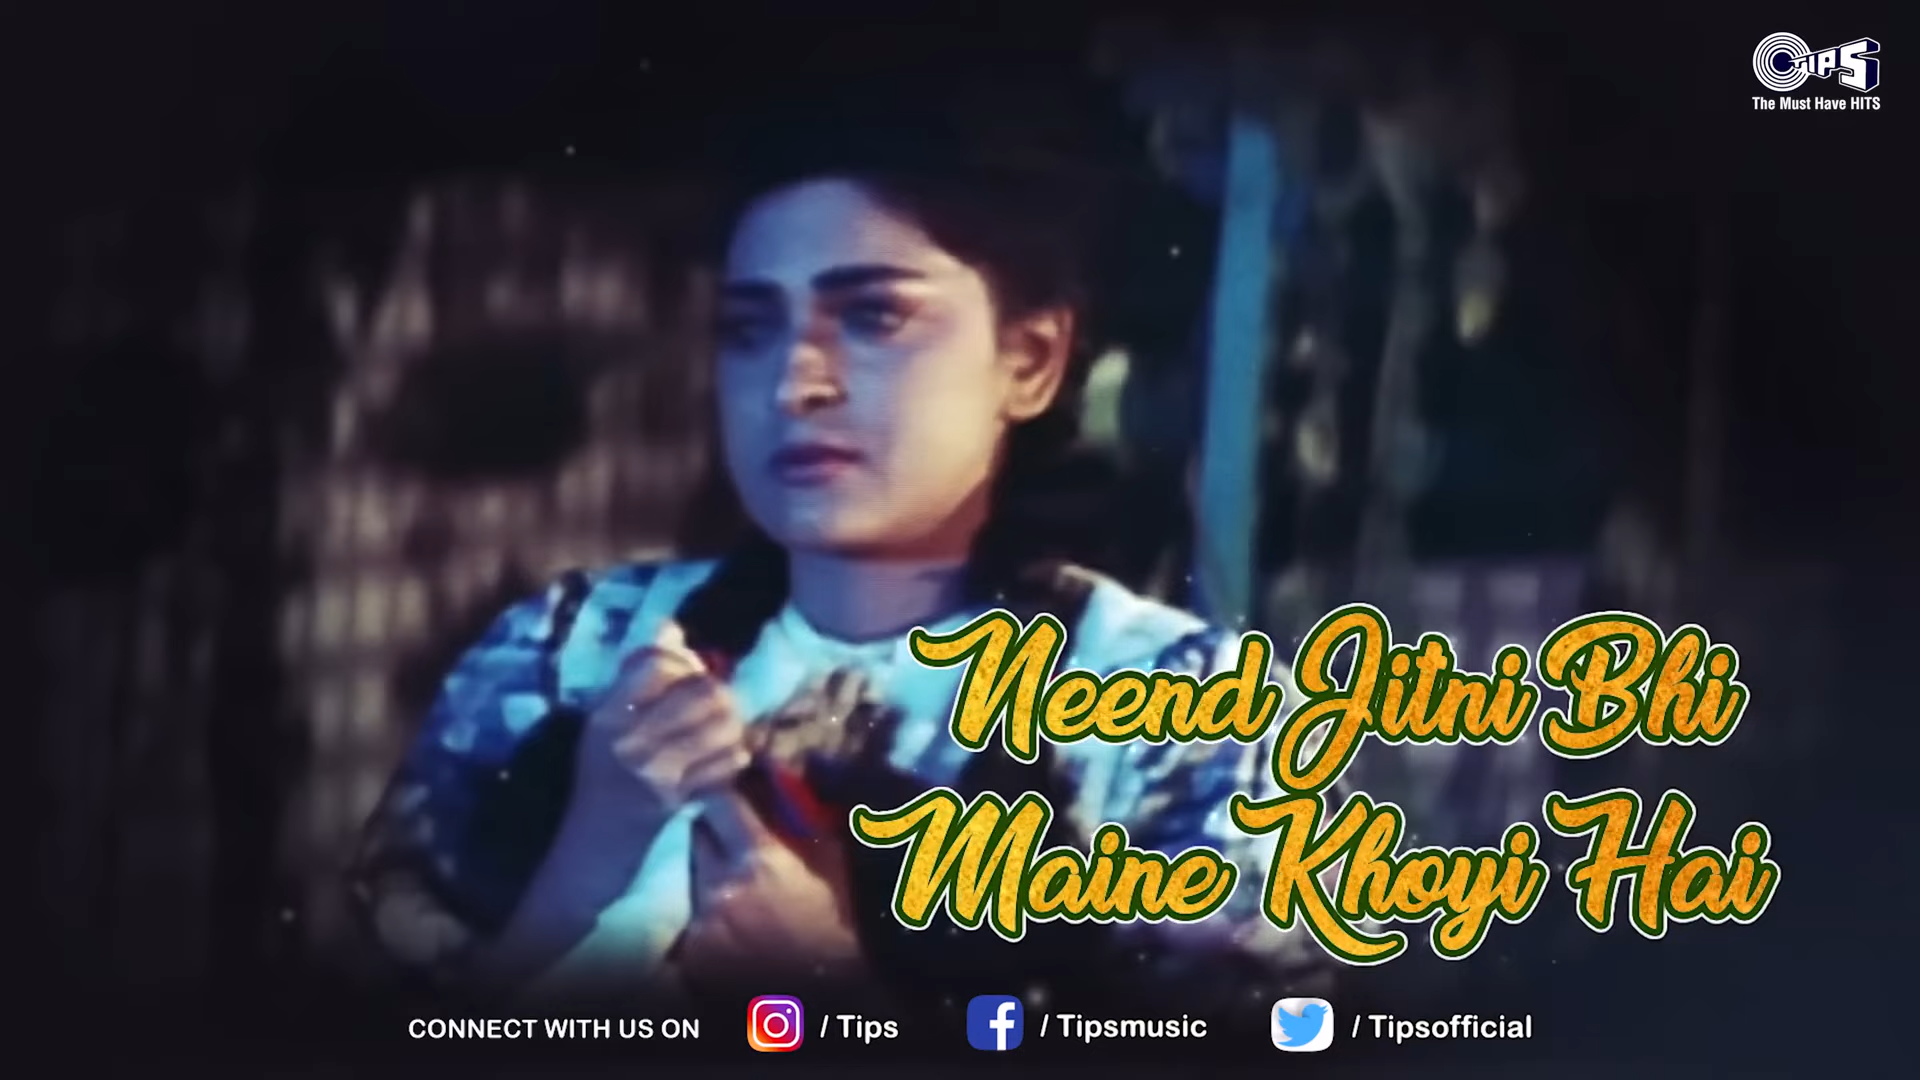 TIPS
The Must Have HITS
Neend Jitni Bhi
Maine Khoyi Hai
CONNECT WITH US ON / Tips / Tipsmusic / Tipsofficial